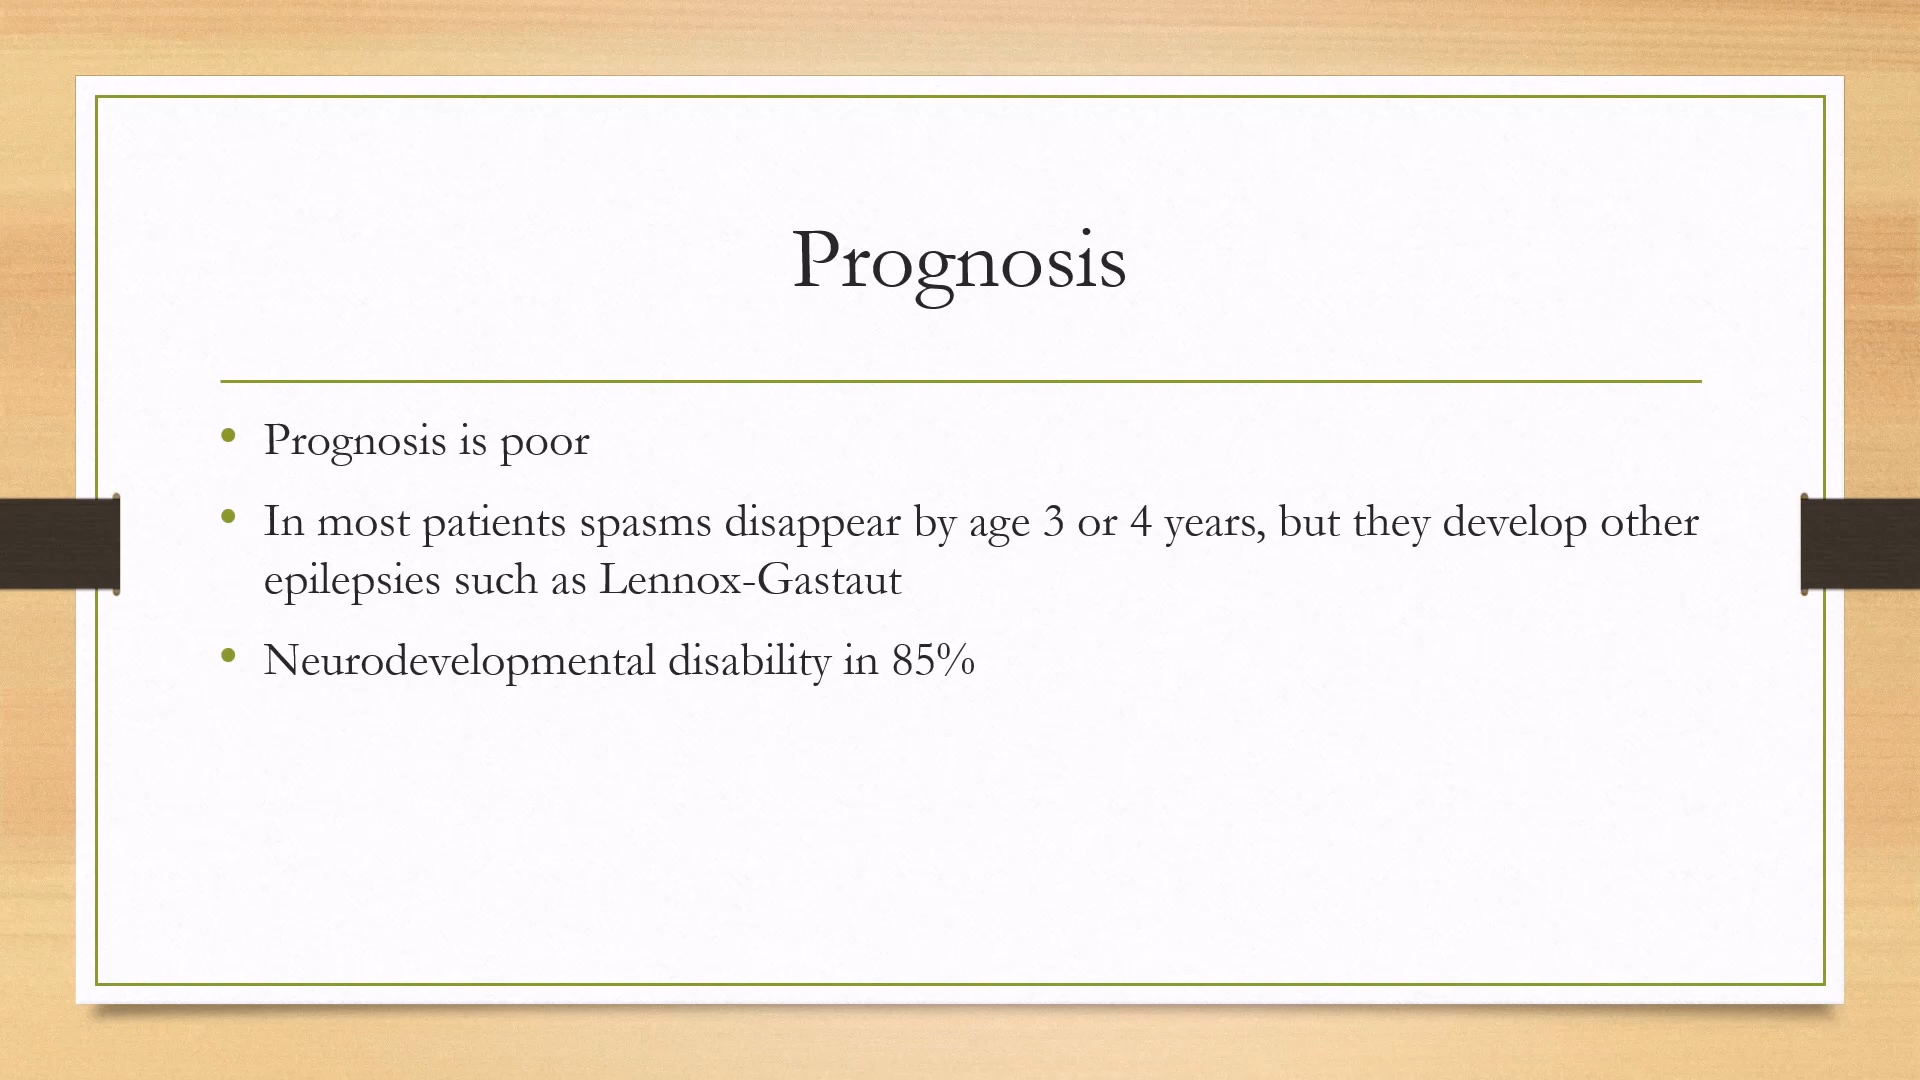 Prognosis
• Prognosis is poor
• In most patients spasms disappear by age 3 or 4 years, but they develop other
epilepsies such as Lennox-Gastaut
• Neurodevelopmental disability in 85%